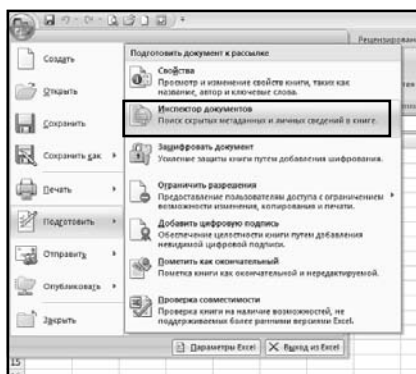 Рецензирован
Создать
Открыть
Сохранить
Сохранить как
Печать
Подготовить
Отправить
Опубликовать
Закрыть
Подготовить документ к рассылке
Свойства
Просмотр и изменение свойств книги, таких как
название, автор и ключевые слова.
Инспектор документов
Поиск скрытых метаданных и личных сведений в книге.
Зашифровать документ
Усиление защиты книги путем добавления шифрования.
Ограничить разрешения
Предоставление пользователям доступа с ограничением
возможности изменения, копирования и печати.
Добавить цифровую подпись
Обеспечение целостности книги путем добавления
невидимой цифровой подписи.
Пометить как окончательный
Пометка книги как окончательной и нередактируемой.
Проверка совместимости
Проверка книги на наличие возможностей, не
поддерживаемых более ранними версиями Excel.
Параметры Excel
Выход из Excel
15